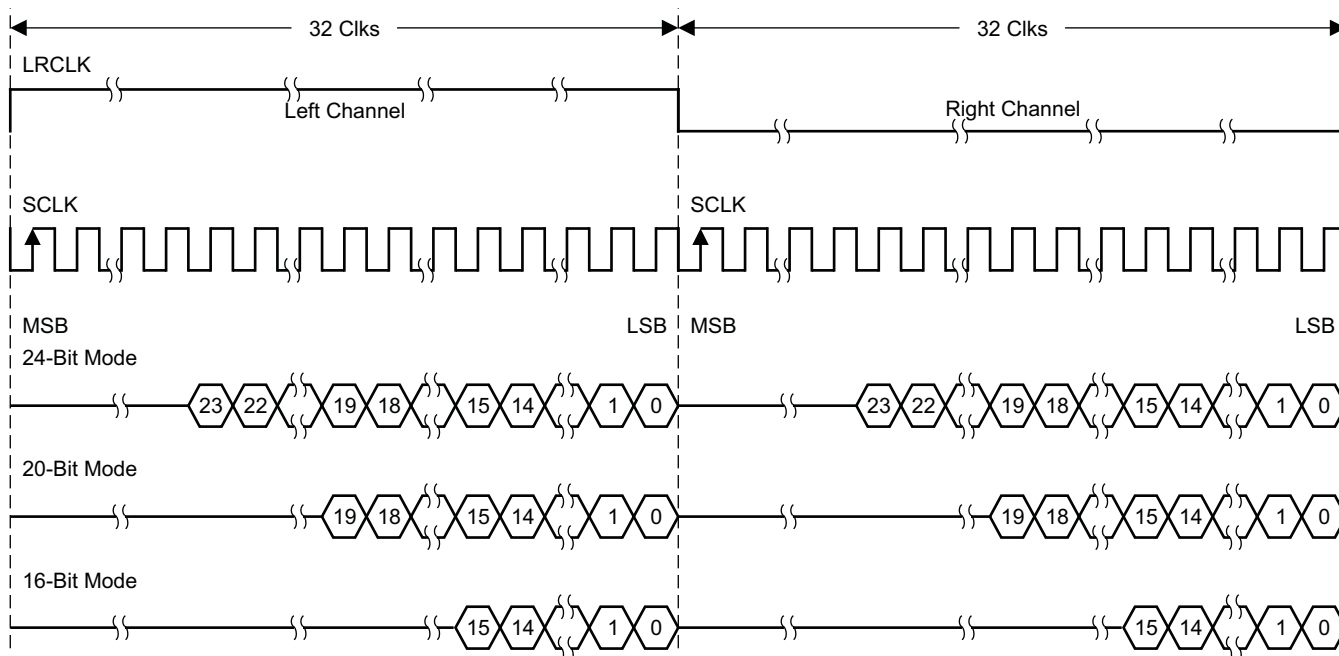 32 Clks 32 Clks
LRCLK
Left Channel Right Channel
SCLK SCLK
MSB LSB MSB LSB
24-Bit Mode
23 22 19 18 15 14 1 0 23 22 19 18 15 14 1 0
20-Bit Mode
19 18 15 14 1 0 19 18 15 14 1 0
16-Bit Mode
15 14 1 0 15 14 1 0